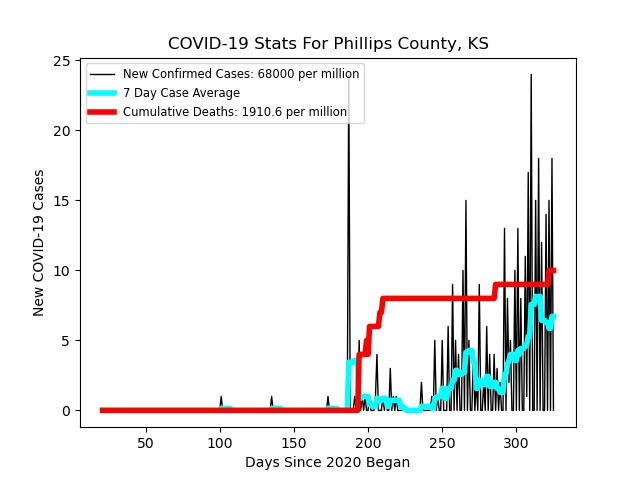 COVID-19 Stats For Phillips County, KS
New Confirmed Cases: 68000 per million
7 Day Case Average
Cumulative Deaths: 1910.6 per million
New COVID-19 Cases
25
20
15
10
5
0
50 100 150 200 250 300
Days Since 2020 Began